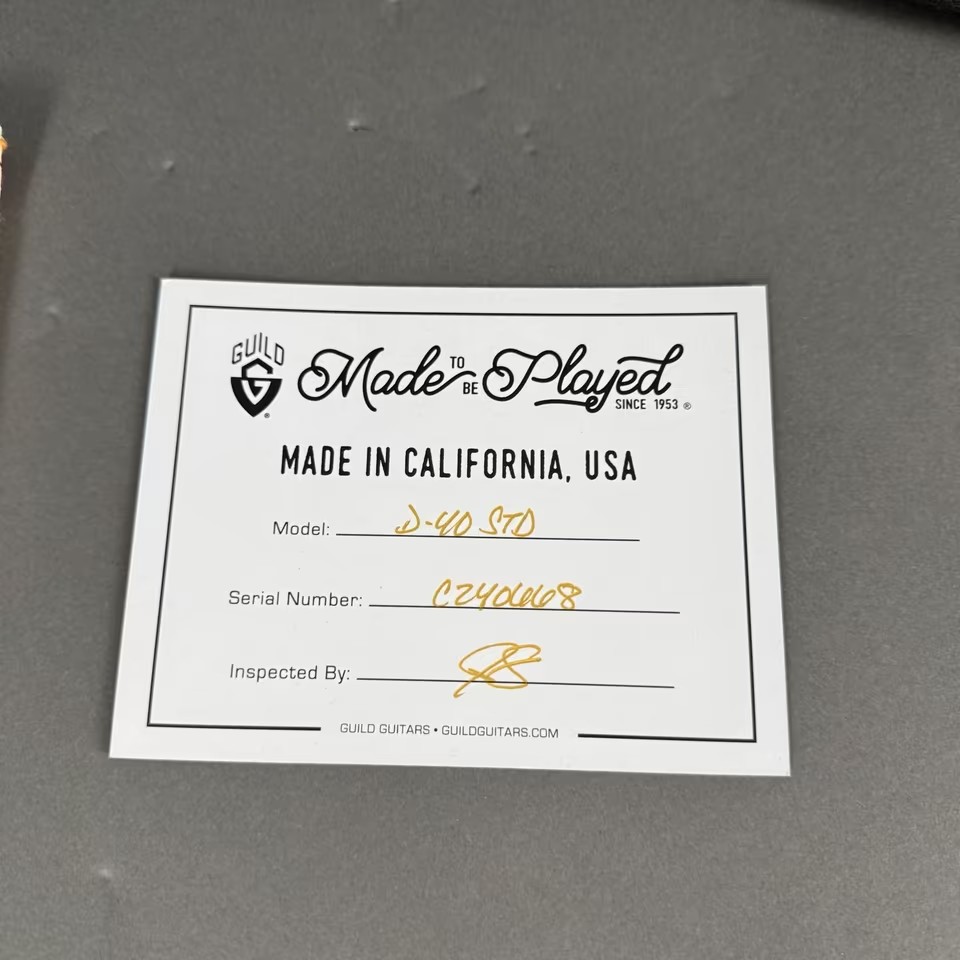 GUILD
G
Made TO BE Played
SINCE 1953 ®
MADE IN CALIFORNIA, USA
Model: D-40 STD
Serial Number: C240668
Inspected By:
GUILD GUITARS • GUILDGUITARS.COM